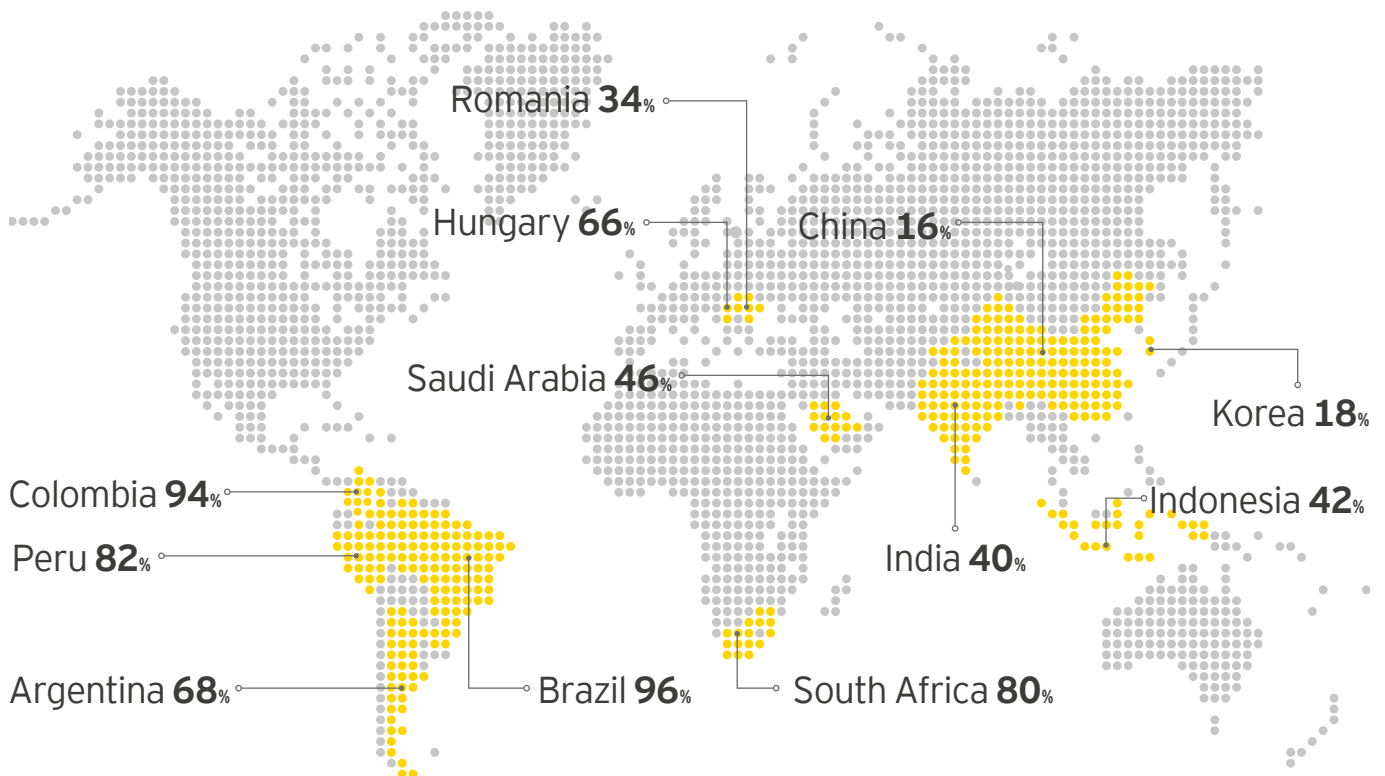 Romania 34%
Hungary 66%
China 16%
Saudi Arabia 46%
Korea 18%
Colombia 94%
Indonesia 42%
Peru 82%
India 40%
Argentina 68%
Brazil 96%
South Africa 80%